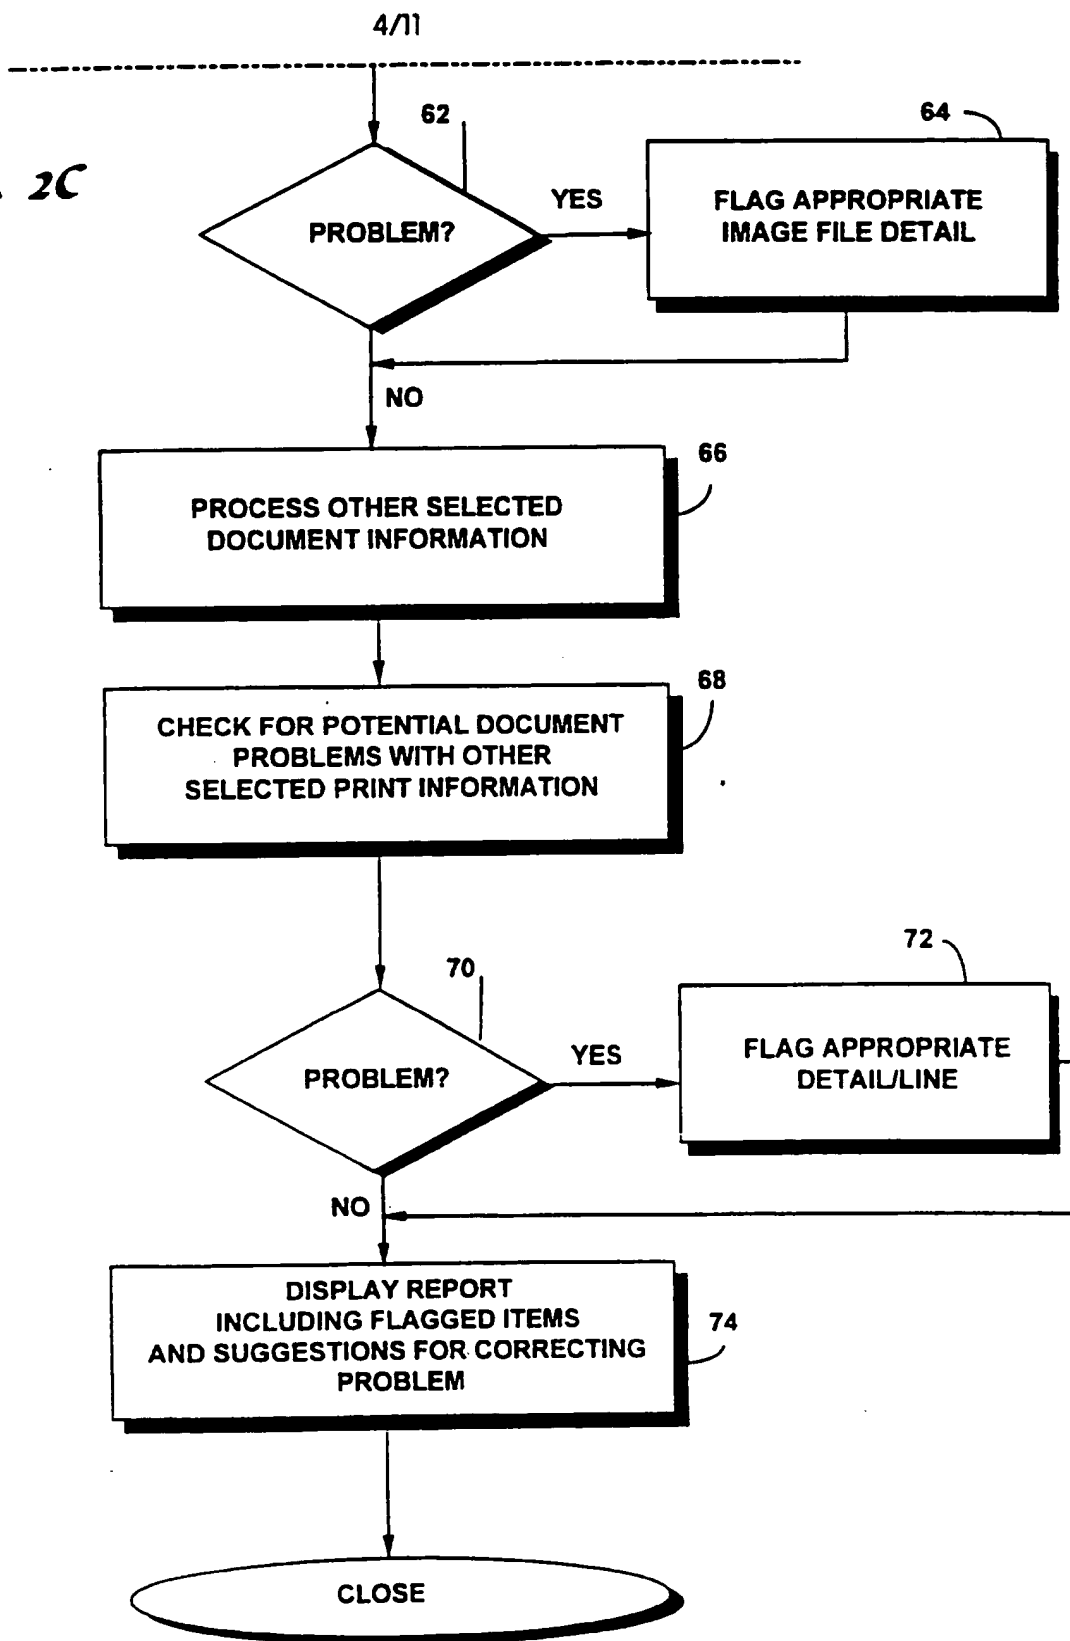 4/11
2C
62
PROBLEM?
YES
64
FLAG APPROPRIATE
IMAGE FILE DETAIL
NO
66
PROCESS OTHER SELECTED
DOCUMENT INFORMATION
68
CHECK FOR POTENTIAL DOCUMENT
PROBLEMS WITH OTHER
SELECTED PRINT INFORMATION
70
PROBLEM?
YES
72
FLAG APPROPRIATE
DETAIL/LINE
NO
DISPLAY REPORT
INCLUDING FLAGGED ITEMS
AND SUGGESTIONS FOR CORRECTING
PROBLEM
74
CLOSE